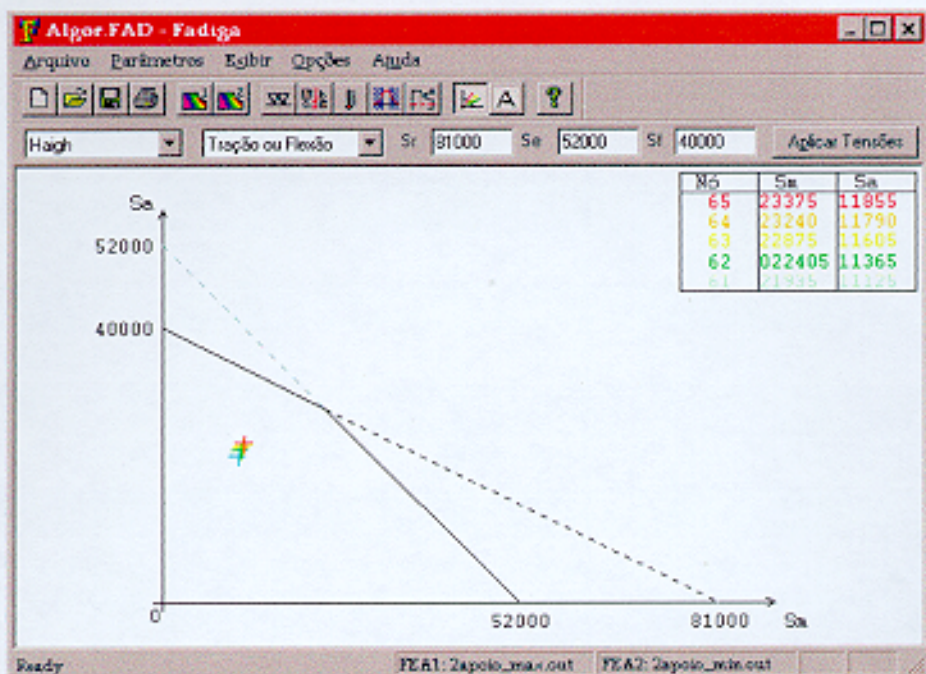 Algor.FAD - Fadiga
Arquivo Parâmetros Exibir Opções Ajuda
A ?
Haigh Tração ou Flexão Sr 81000 Se 52000 Sf 40000 Aplicar Tensões
Nó Sm Sa
65 23375 11855
64 23240 11790
63 22875 11605
62 022405 11365
61 21935 11125
Sa
52000
40000
0 52000 81000 Sm
Ready FEA1: 2apoio_max.out FEA2: 2apoio_min.out